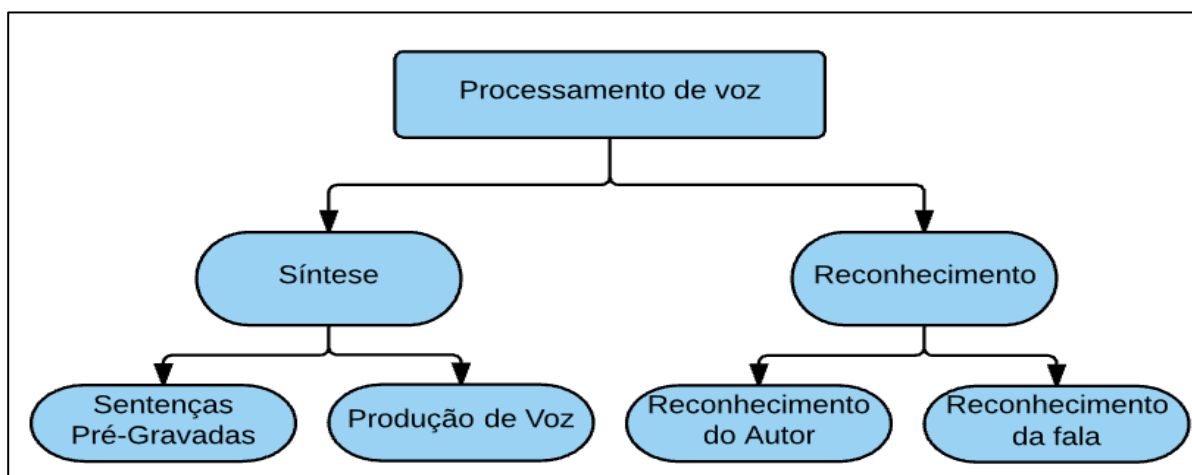 Processamento de voz
Síntese
Reconhecimento
Sentenças
Pré-Gravadas
Produção de Voz
Reconhecimento
do Autor
Reconhecimento
da fala